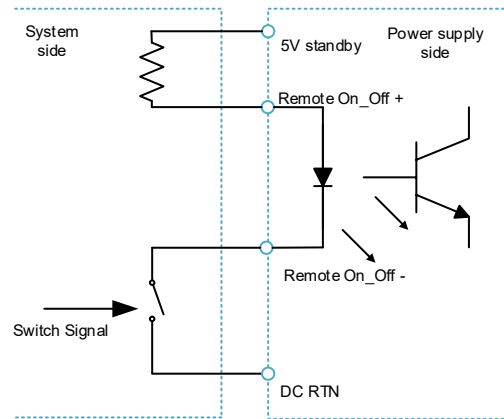 System
side
5V standby
Power supply
side
Remote On_Off +
Remote On_Off -
Switch Signal
DC RTN